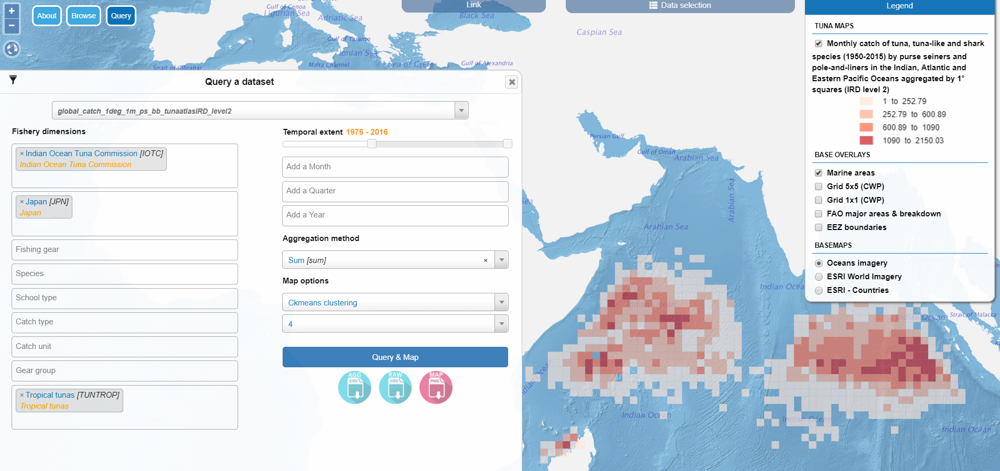 +
−
About
Browse
Query
Link
Data selection
Legend
Gulf of Genoa
Ligurian Sea
Adriatic Sea
Black Sea
Caspian Sea
Gulf of Taranto
Ionian Sea
Strait of Gibraltar
Malta Channel
Sea of Crete
Gulf of Alexandria
Query a dataset
global_catch_1deg_1m_ps_bb_tunaatlasIRD_level2
Fishery dimensions
× Indian Ocean Tuna Commission [IOTC]
Indian Ocean Tuna Commission
× Japan [JPN]
Japan
Fishing gear
Species
School type
Catch type
Catch unit
Gear group
× Tropical tunas [TUNTROP]
Tropical tunas
Temporal extent 1976 - 2016
Add a Month
Add a Quarter
Add a Year
Aggregation method
Sum [sum]
×
Map options
Ckmeans clustering
4
Query & Map
AGG
CSV
RAW
CSV
MAP
PNG
TUNA MAPS
Monthly catch of tuna, tuna-like and shark
species (1950-2015) by purse seiners and
pole-and-liners in the Indian, Atlantic and
Eastern Pacific Oceans aggregated by 1°
squares (IRD level 2)
1 to 252.79
252.79 to 600.89
600.89 to 1090
1090 to 2150.03
BASE OVERLAYS
Marine areas
Grid 5x5 (CWP)
Grid 1x1 (CWP)
FAO major areas & breakdown
EEZ boundaries
BASEMAPS
Oceans imagery
ESRI World Imagery
ESRI - Countries
Persian Gulf
Gulf of Oman
Arabian Sea
Arabian Sea
Sea
Arabian Sea
Indian Ocea
Indian Ocean
Indian Ocean
Strait of Malacca
Indian Ocean
Indian Ocean
Indian Ocean
Indian Ocean